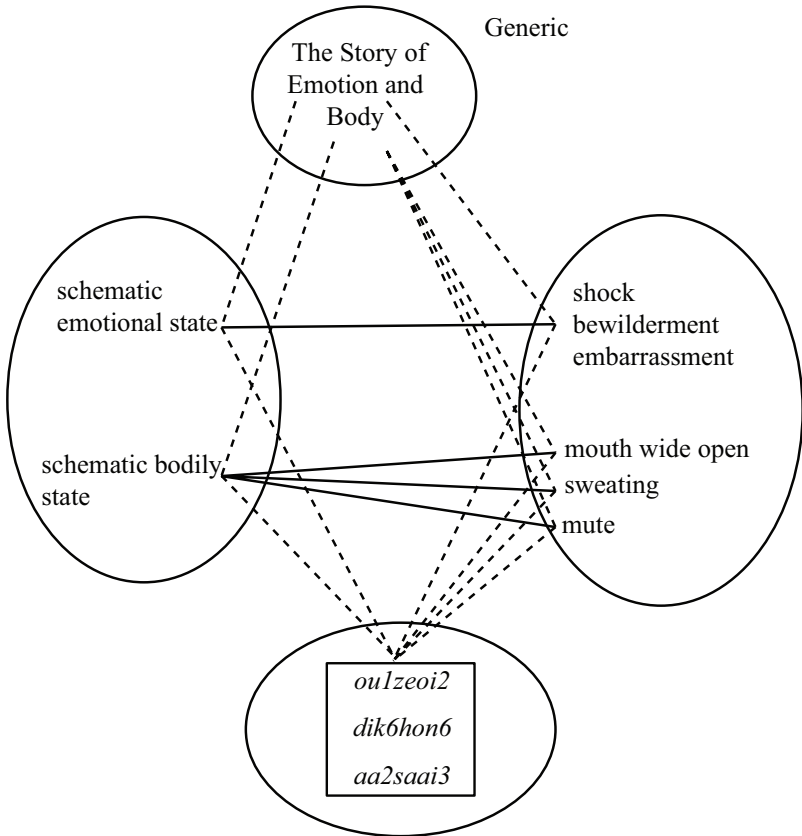 Generic
The Story of
Emotion and
Body
schematic
emotional state
shock
bewilderment
embarrassment
schematic bodily
state
mouth wide open
sweating
mute
ou1zeoi2
dik6hon6
aa2saai3